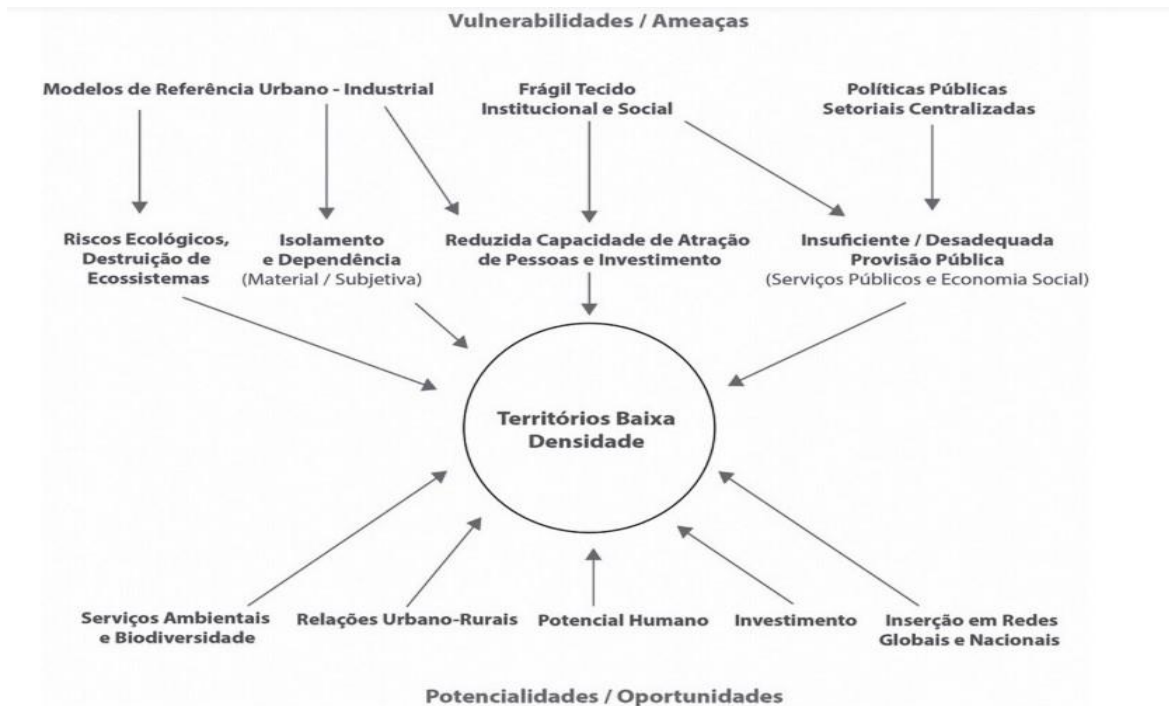 Vulnerabilidades / Ameaças
Modelos de Referência Urbano - Industrial
Frágil Tecido
Institucional e Social
Políticas Públicas
Setoriais Centralizadas
Riscos Ecológicos,
Destruição de
Ecossistemas
Isolamento
e Dependência
(Material / Subjetiva)
Reduzida Capacidade de Atração
de Pessoas e Investimento
Insuficiente / Desadequada
Provisão Pública
(Serviços Públicos e Economia Social)
Territórios Baixa
Densidade
Serviços Ambientais
e Biodiversidade
Relações Urbano-Rurais
Potencial Humano
Investimento
Inserção em Redes
Globais e Nacionais
Potencialidades / Oportunidades